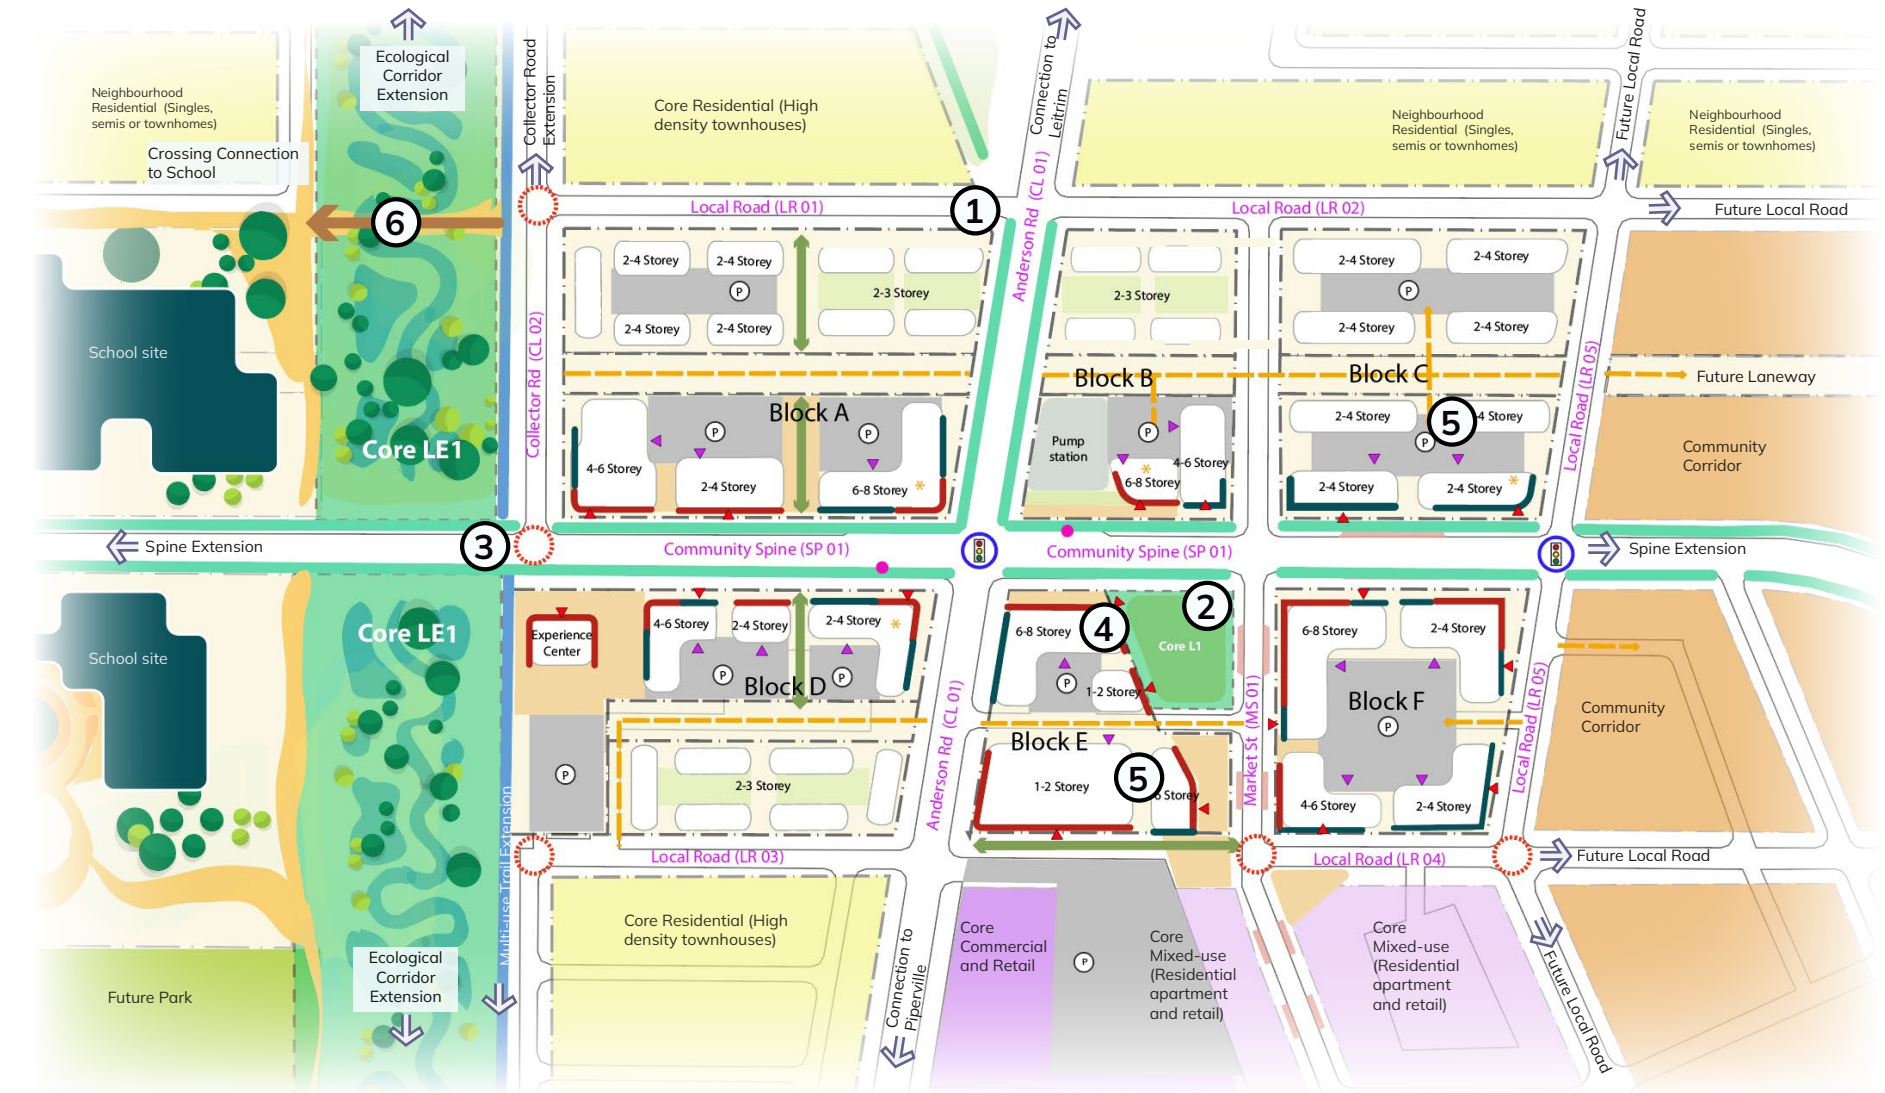 Ecological
Corridor
Extension
Collector Road
Extension
Connection to
Leitrim
Future Local Road
Neighbourhood
Residential (Singles,
semis or townhomes)
Core Residential (High
density townhouses)
Neighbourhood
Residential (Singles,
semis or townhomes)
Neighbourhood
Residential (Singles,
semis or townhomes)
Crossing Connection
to School
6
1
Local Road (LR 01)
Anderson Rd (CL 01)
Local Road (LR 02)
Future Local Road
2-4 Storey
2-4 Storey
P
2-4 Storey
2-4 Storey
2-3 Storey
2-3 Storey
2-4 Storey
2-4 Storey
P
2-4 Storey
2-4 Storey
School site
Collector Rd (CL 02)
Local Road (LR 05)
Future Laneway
Block A
Block B
Block C
Core LE1
4-6 Storey
P
2-4 Storey
P
6-8 Storey *
Pump
station
P
4-6 Storey
*
6-8 Storey
2-4 Storey
5
-4 Storey
P
2-4 Storey
2-4 Storey *
Community
Corridor
Spine Extension
3
Community Spine (SP 01)
Community Spine (SP 01)
Spine Extension
School site
Core LE1
Experience
Center
4-6 Storey
2-4 Storey
2-4 Storey *
P
P
Block D
6-8 Storey
4
2
Core L1
P
1-2 Storey
6-8 Storey
2-4 Storey
Block F
P
Community
Corridor
Anderson Rd (CL 01)
Market St (MS 01)
Local Road (LR 05)
Block E
P
2-3 Storey
1-2 Storey
5
Storey
4-6 Storey
2-4 Storey
Multi-use Trail Extension
Local Road (LR 03)
Local Road (LR 04)
Future Local Road
Core Residential (High
density townhouses)
Connection to
Piperville
Core
Commercial
and Retail
P
Core
Mixed-use
(Residential
apartment
and retail)
Core
Mixed-use
(Residential
apartment
and retail)
Future Local Road
Ecological
Corridor
Extension
Future Park